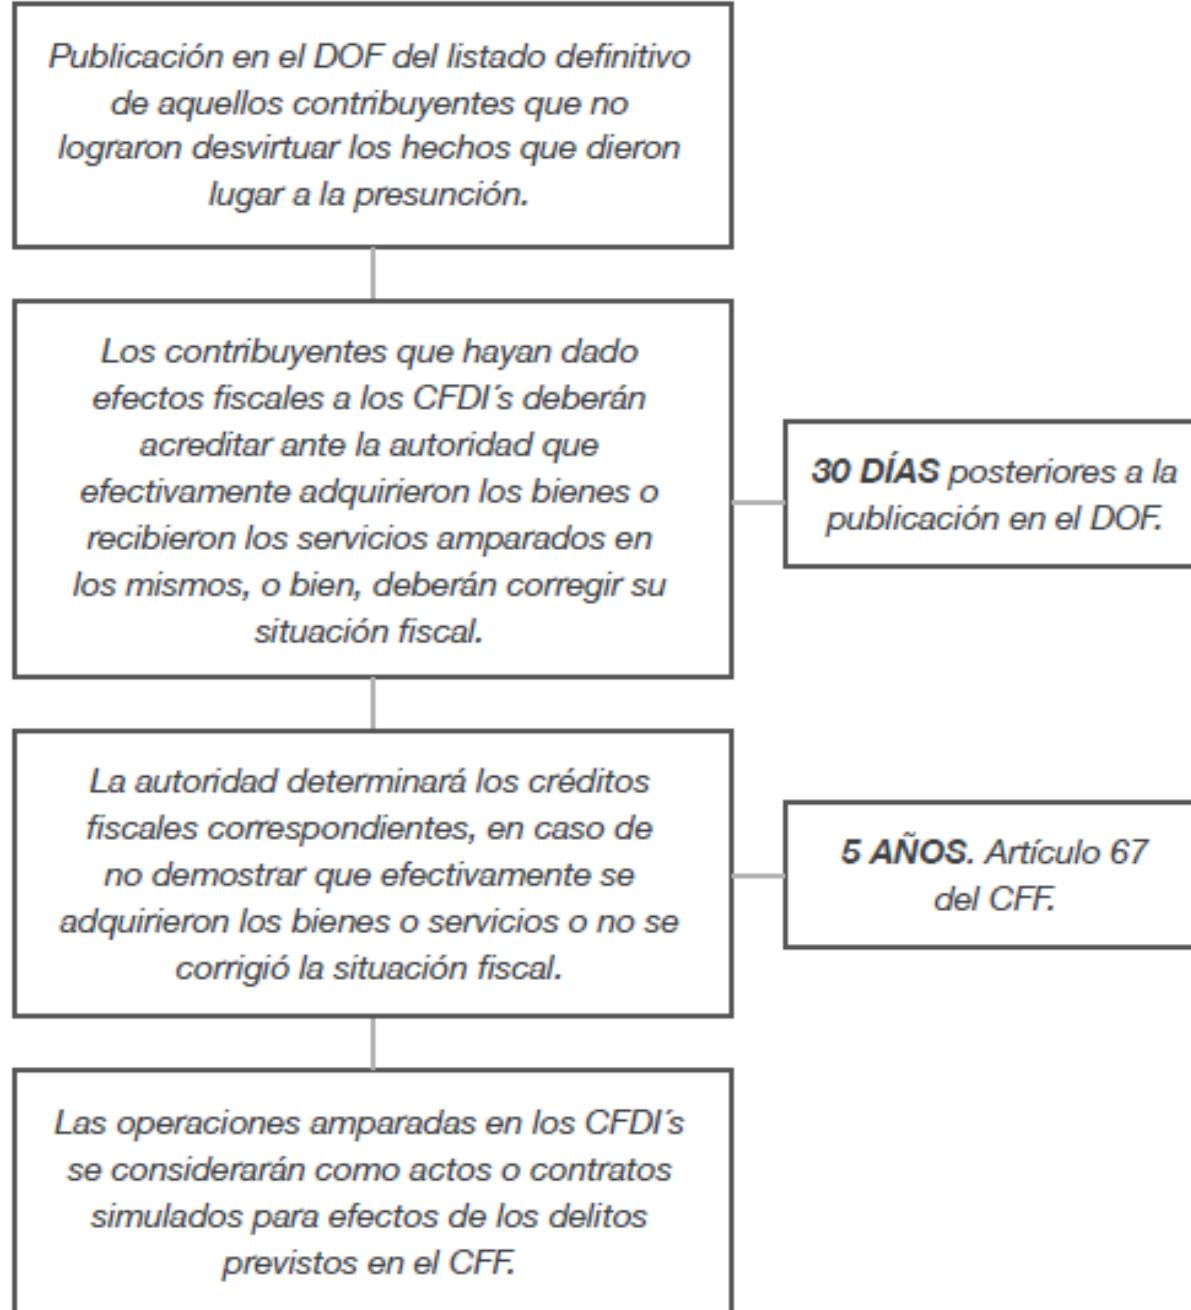 Publicación en el DOF del listado definitivo
de aquellos contribuyentes que no
lograron desvirtuar los hechos que dieron
lugar a la presunción.
Los contribuyentes que hayan dado
efectos fiscales a los CFDI´s deberán
acreditar ante la autoridad que
efectivamente adquirieron los bienes o
recibieron los servicios amparados en
los mismos, o bien, deberán corregir su
situación fiscal.
30 DÍAS posteriores a la
publicación en el DOF.
La autoridad determinará los créditos
fiscales correspondientes, en caso de
no demostrar que efectivamente se
adquirieron los bienes o servicios o no se
corrigió la situación fiscal.
5 AÑOS. Artículo 67
del CFF.
Las operaciones amparadas en los CFDI´s
se considerarán como actos o contratos
simulados para efectos de los delitos
previstos en el CFF.